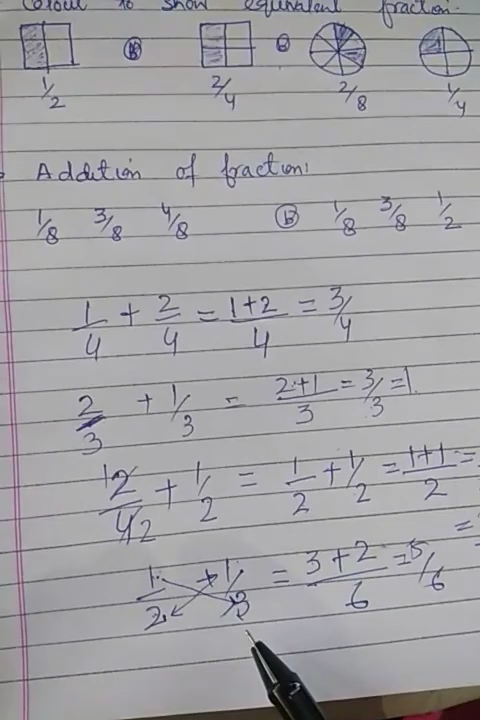 Colour to show equivalent fraction.
1/2 2/4 2/8 1/4
Addition of fraction:
1/8 3/8 4/8 (B) 1/8 3/8 1/2
1/4 + 2/4 = 1+2/4 = 3/4
2/3 + 1/3 = 2+1/3 = 3/3 = 1
1 2/4 2 + 1/2 = 1/2 + 1/2 = 1+1/2 =
1/2 + 1/3 = 3+2/6 = 5/6 =